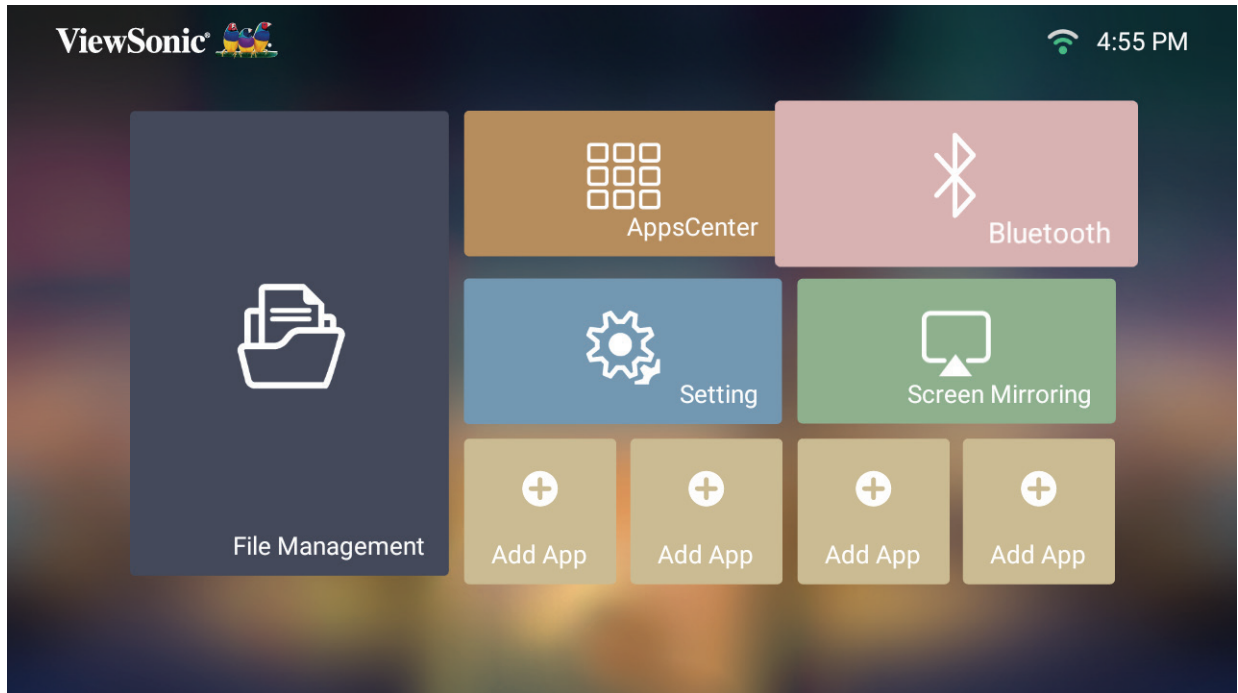 ViewSonic®
4:55 PM
AppsCenter
Bluetooth
Setting
Screen Mirroring
File Management
Add App
Add App
Add App
Add App